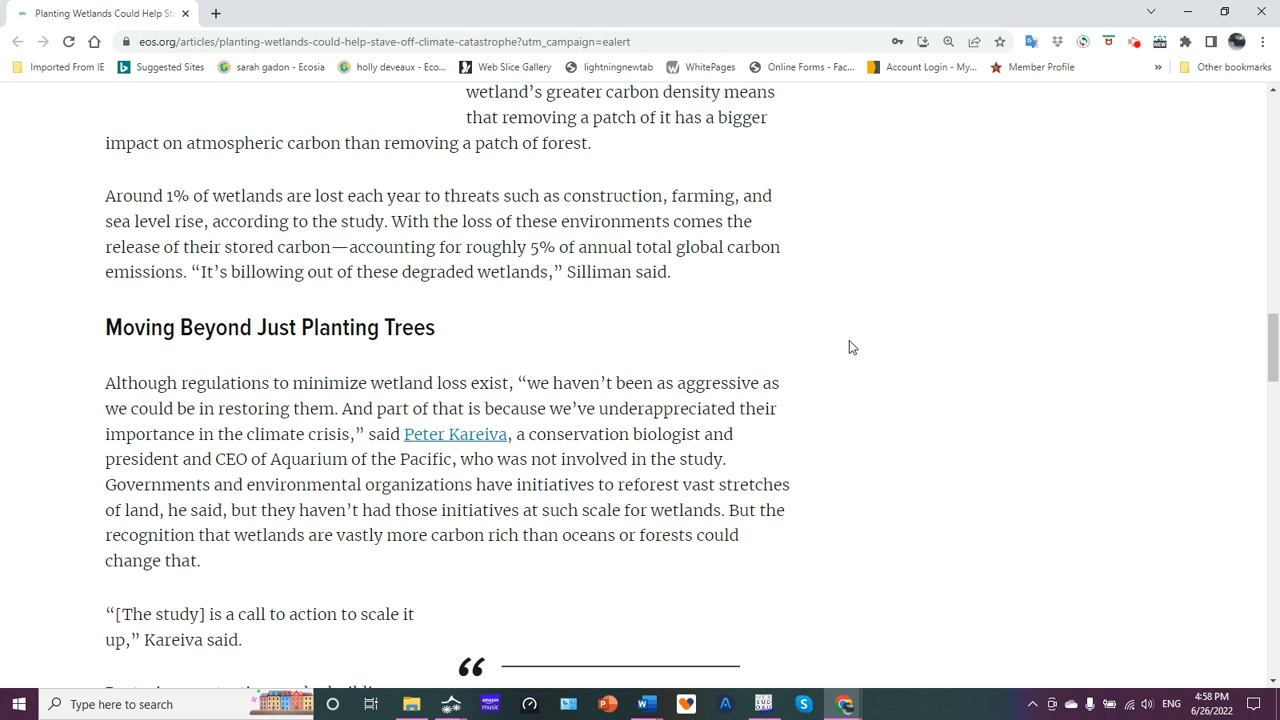 Planting Wetlands Could Help St
eos.org/articles/planting-wetlands-could-help-stave-off-climate-catastrophe?utm_campaign=ealert
Imported From IE
Suggested Sites
sarah gadon - Ecosia
holly deveaux - Eco...
Web Slice Gallery
lightningnewtab
WhitePages
Online Forms - Fac...
Account Login - My...
Member Profile
»
Other bookmarks
wetland’s greater carbon density means
that removing a patch of it has a bigger
impact on atmospheric carbon than removing a patch of forest.
Around 1% of wetlands are lost each year to threats such as construction, farming, and
sea level rise, according to the study. With the loss of these environments comes the
release of their stored carbon—accounting for roughly 5% of annual total global carbon
emissions. “It’s billowing out of these degraded wetlands,” Silliman said.
Moving Beyond Just Planting Trees
Although regulations to minimize wetland loss exist, “we haven’t been as aggressive as
we could be in restoring them. And part of that is because we’ve underappreciated their
importance in the climate crisis,” said Peter Kareiva, a conservation biologist and
president and CEO of Aquarium of the Pacific, who was not involved in the study.
Governments and environmental organizations have initiatives to reforest vast stretches
of land, he said, but they haven’t had those initiatives at such scale for wetlands. But the
recognition that wetlands are vastly more carbon rich than oceans or forests could
change that.
“[The study] is a call to action to scale it
up,” Kareiva said.
“
Type here to search
amazon music
ENG
4:58 PM
6/26/2022